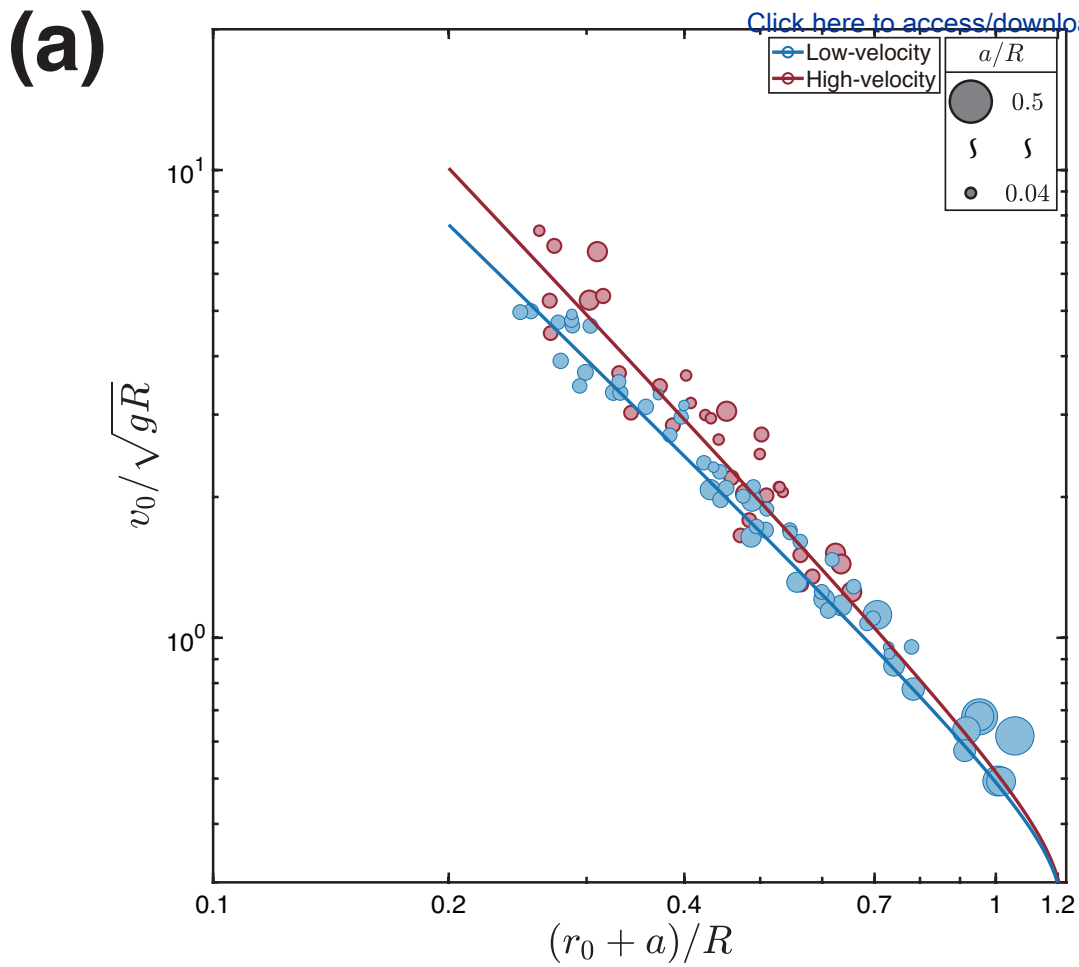 (a)
Click here to access/downloa
Low-velocity
High-velocity
a/R
0.5
0.04
10^1
10^0
v_0/√gR
0.1 0.2 0.4 0.7 1 1.2
(r_0 + a)/R